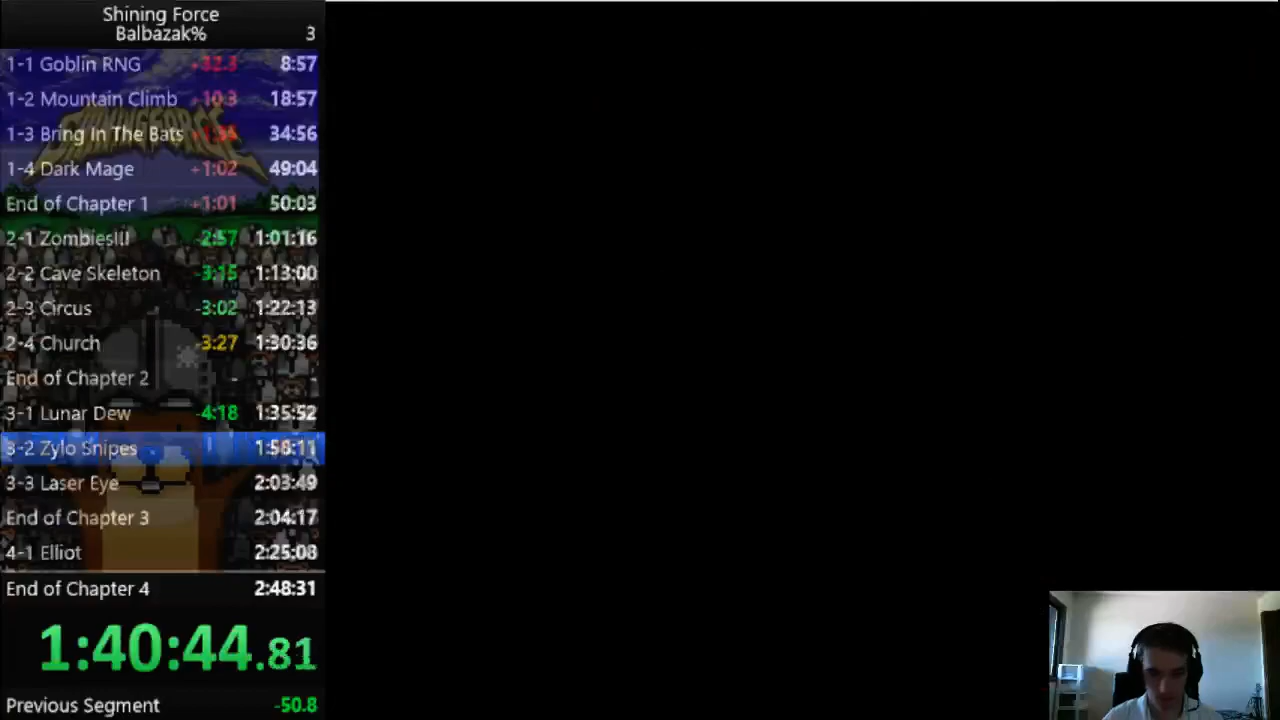 Shining Force
Balbazak% 3
1-1 Goblin RNG +32.3 8:57
1-2 Mountain Climb +10.3 18:57
1-3 Bring In The Bats 34:56
1-4 Dark Mage +1:02 49:04
End of Chapter 1 +1:01 50:03
2-1 Zombies!!! -2:57 1:01:16
2-2 Cave Skeleton -3:15 1:13:00
2-3 Circus -3:02 1:22:13
2-4 Church -3:27 1:30:36
End of Chapter 2 - -
3-1 Lunar Dew -4:18 1:35:52
3-2 Zylo Snipes 1:58:11
3-3 Laser Eye 2:03:49
End of Chapter 3 2:04:17
4-1 Elliot 2:25:08
End of Chapter 4 2:48:31
1:40:44.81
Previous Segment -50.8